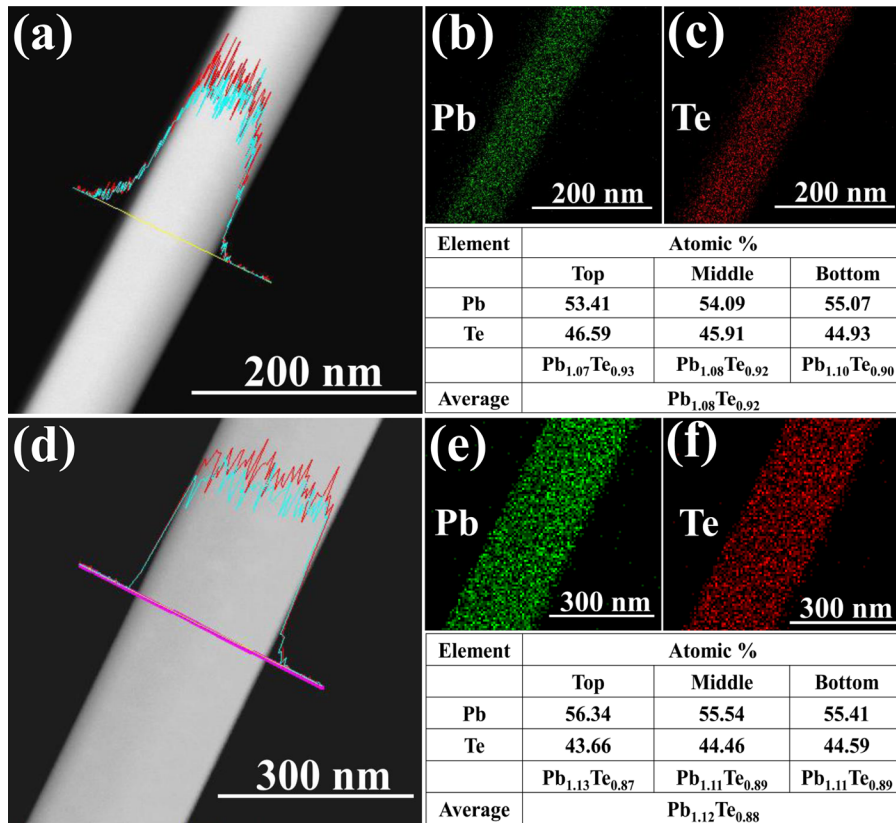 (a)
200 nm
(b)
Pb
200 nm
(c)
Te
200 nm
Element Atomic %
Top Middle Bottom
Pb 53.41 54.09 55.07
Te 46.59 45.91 44.93
Pb1.07Te0.93 Pb1.08Te0.92 Pb1.10Te0.90
Average Pb1.08Te0.92
(d)
300 nm
(e)
Pb
300 nm
(f)
Te
300 nm
Element Atomic %
Top Middle Bottom
Pb 56.34 55.54 55.41
Te 43.66 44.46 44.59
Pb1.13Te0.87 Pb1.11Te0.89 Pb1.11Te0.89
Average Pb1.12Te0.88